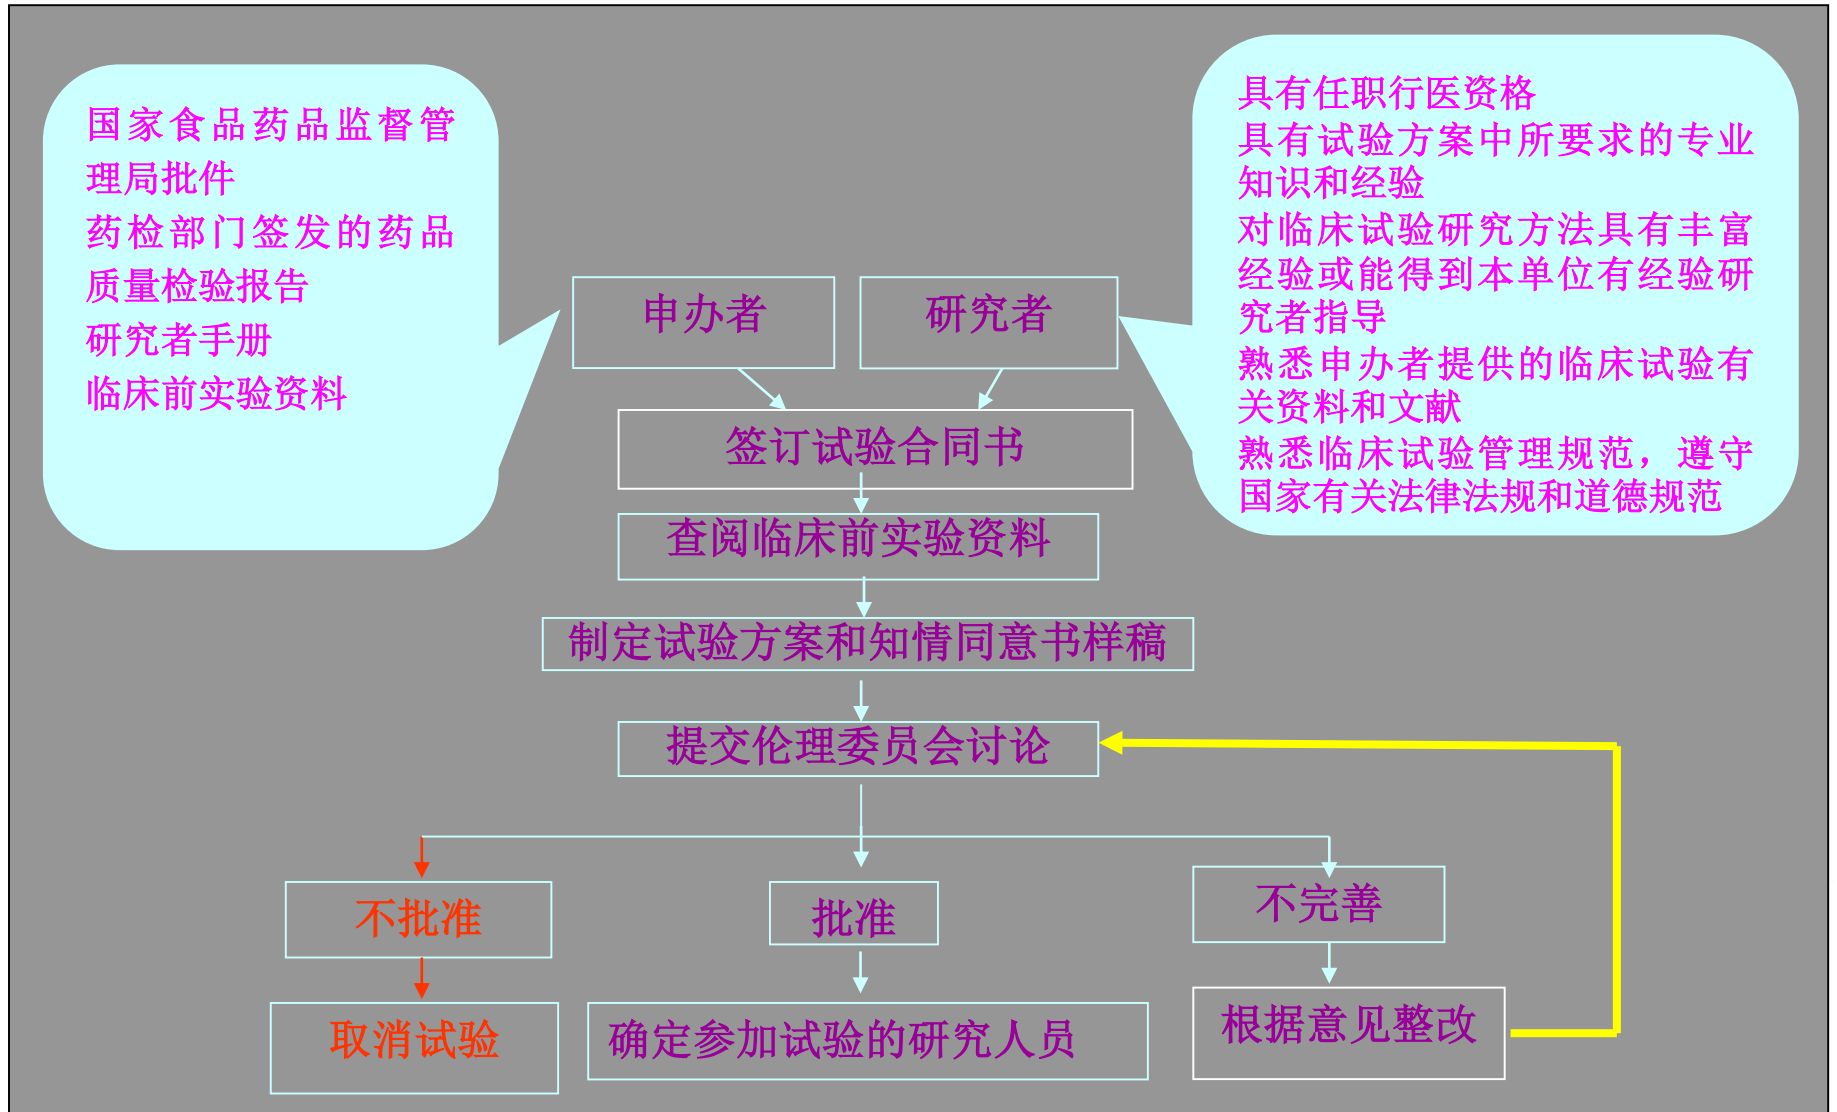 国家食品药品监督管
理局批件
药检部门签发的药品
质量检验报告
研究者手册
临床前实验资料
具有任职行医资格
具有试验方案中所要求的专业
知识和经验
对临床试验研究方法具有丰富
经验或能得到本单位有经验研
究者指导
熟悉申办者提供的临床试验有
关资料和文献
熟悉临床试验管理规范，遵守
国家有关法律法规和道德规范
申办者
研究者
签订试验合同书
查阅临床前实验资料
制定试验方案和知情同意书样稿
提交伦理委员会讨论
不批准
批准
不完善
取消试验
确定参加试验的研究人员
根据意见整改